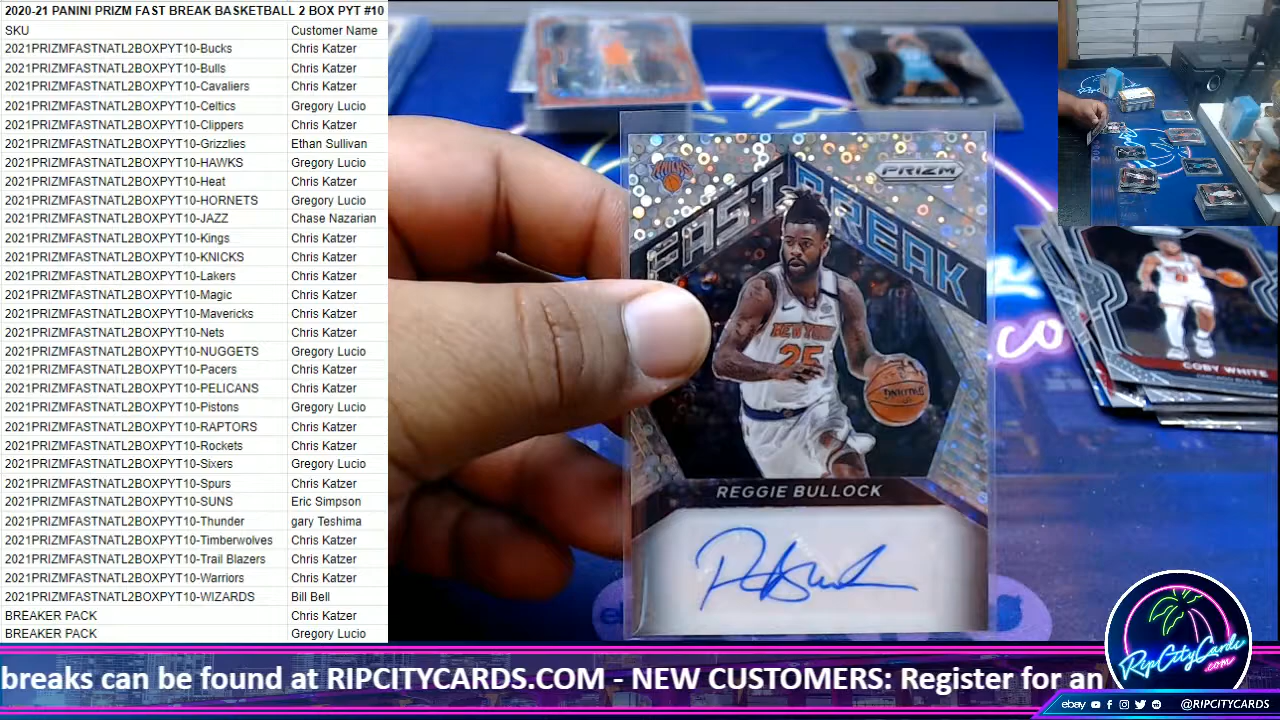 2020-21 PANINI PRIZM FAST BREAK BASKETBALL 2 BOX PYT #10
SKU Customer Name
2021PRIZMFASTNATL2BOXPYT10-Bucks Chris Katzer
2021PRIZMFASTNATL2BOXPYT10-Bulls Chris Katzer
2021PRIZMFASTNATL2BOXPYT10-Cavaliers Chris Katzer
2021PRIZMFASTNATL2BOXPYT10-Celtics Gregory Lucio
2021PRIZMFASTNATL2BOXPYT10-Clippers Chris Katzer
2021PRIZMFASTNATL2BOXPYT10-Grizzlies Ethan Sullivan
2021PRIZMFASTNATL2BOXPYT10-HAWKS Gregory Lucio
2021PRIZMFASTNATL2BOXPYT10-Heat Chris Katzer
2021PRIZMFASTNATL2BOXPYT10-HORNETS Gregory Lucio
2021PRIZMFASTNATL2BOXPYT10-JAZZ Chase Nazarian
2021PRIZMFASTNATL2BOXPYT10-Kings Chris Katzer
2021PRIZMFASTNATL2BOXPYT10-KNICKS Chris Katzer
2021PRIZMFASTNATL2BOXPYT10-Lakers Chris Katzer
2021PRIZMFASTNATL2BOXPYT10-Magic Chris Katzer
2021PRIZMFASTNATL2BOXPYT10-Mavericks Chris Katzer
2021PRIZMFASTNATL2BOXPYT10-Nets Chris Katzer
2021PRIZMFASTNATL2BOXPYT10-NUGGETS Gregory Lucio
2021PRIZMFASTNATL2BOXPYT10-Pacers Chris Katzer
2021PRIZMFASTNATL2BOXPYT10-PELICANS Chris Katzer
2021PRIZMFASTNATL2BOXPYT10-Pistons Gregory Lucio
2021PRIZMFASTNATL2BOXPYT10-RAPTORS Chris Katzer
2021PRIZMFASTNATL2BOXPYT10-Rockets Chris Katzer
2021PRIZMFASTNATL2BOXPYT10-Sixers Gregory Lucio
2021PRIZMFASTNATL2BOXPYT10-Spurs Chris Katzer
2021PRIZMFASTNATL2BOXPYT10-SUNS Eric Simpson
2021PRIZMFASTNATL2BOXPYT10-Thunder gary Teshima
2021PRIZMFASTNATL2BOXPYT10-Timberwolves Chris Katzer
2021PRIZMFASTNATL2BOXPYT10-Trail Blazers Chris Katzer
2021PRIZMFASTNATL2BOXPYT10-Warriors Chris Katzer
2021PRIZMFASTNATL2BOXPYT10-WIZARDS Bill Bell
BREAKER PACK Chris Katzer
BREAKER PACK Gregory Lucio
KNICKS
PRIZM
FAST BREAK
NEW YORK
25
SPALDING
REGGIE BULLOCK
COBY WHITE
CHICAGO BULLS
breaks can be found at RIPCITYCARDS.COM - NEW CUSTOMERS: Register for an
RipCityCards
.com
ebay
@RIPCITYCARDS